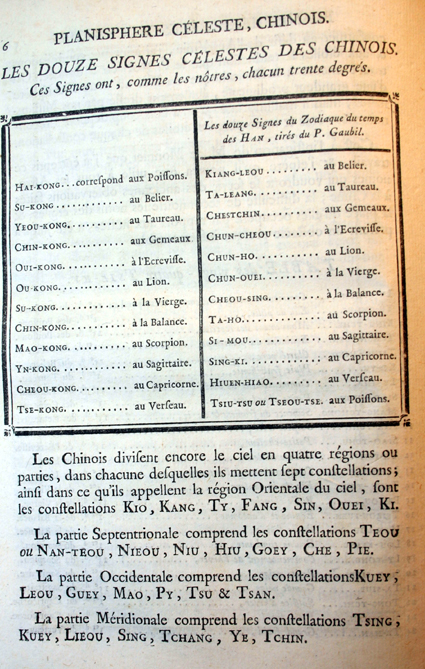 6
PLANISPHERE CÉLESTE, CHINOIS.
LES DOUZE SIGNES CÉLESTES DES CHINOIS.
Ces Signes ont, comme les nôtres, chacun trente degrés.
HAI-KONG...correspond aux Poiſſons.
SU-KONG.......... au Belier.
YEOU-KONG......... au Taureau.
CHIN-KONG......... aux Gemeaux.
OUI-KONG.......... à l'Ecreviſſe.
OU-KONG........... au Lion.
SU-KONG........... à la Vierge.
CHIN-KONG......... à la Balance.
MAO-KONG.......... au Scorpion.
YN-KONG........... au Sagittaire.
CHEOU-KONG........ au Capricorne.
TSE-KONG.......... au Verſeau.
Les douze Signes du Zodiaque du temps
des HAN, tirés du P. Gaubil.
KIANG-LEOU........ au Belier.
TA-LEANG.......... au Taureau.
CHESTCHIN......... aux Gemeaux.
CHUN-CHEOU........ à l'Ecreviſſe.
CHUN-HO........... au Lion.
CHUN-OUEI......... à la Vierge.
CHEOU-SING........ à la Balance.
TA-HO............. au Scorpion.
SI-MOU............ au Sagittaire.
SING-KI........... au Capricorne.
HIUEN-HIAO........ au Verſeau.
TSIU-TSU ou TSEOU-TSE. aux Poiſſons.
Les Chinois diviſent encore le ciel en quatre régions ou
parties, dans chacune deſquelles ils mettent ſept conſtellations;
ainſi dans ce qu'ils appellent la région Orientale du ciel, ſont
les conſtellations KIO, KANG, TY, FANG, SIN, OUEI, KI.
La partie Septentrionale comprend les conſtellations TEOU
ou NAN-TEOU, NIEOU, NIU, HIU, GOEY, CHE, PIE.
La partie Occidentale comprend les conſtellations KUEY,
LEOU, GUEY, MAO, PY, TSU & TSAN.
La partie Méridionale comprend les conſtellations TSING,
KUEY, LIEOU, SING, TCHANG, YE, TCHIN.